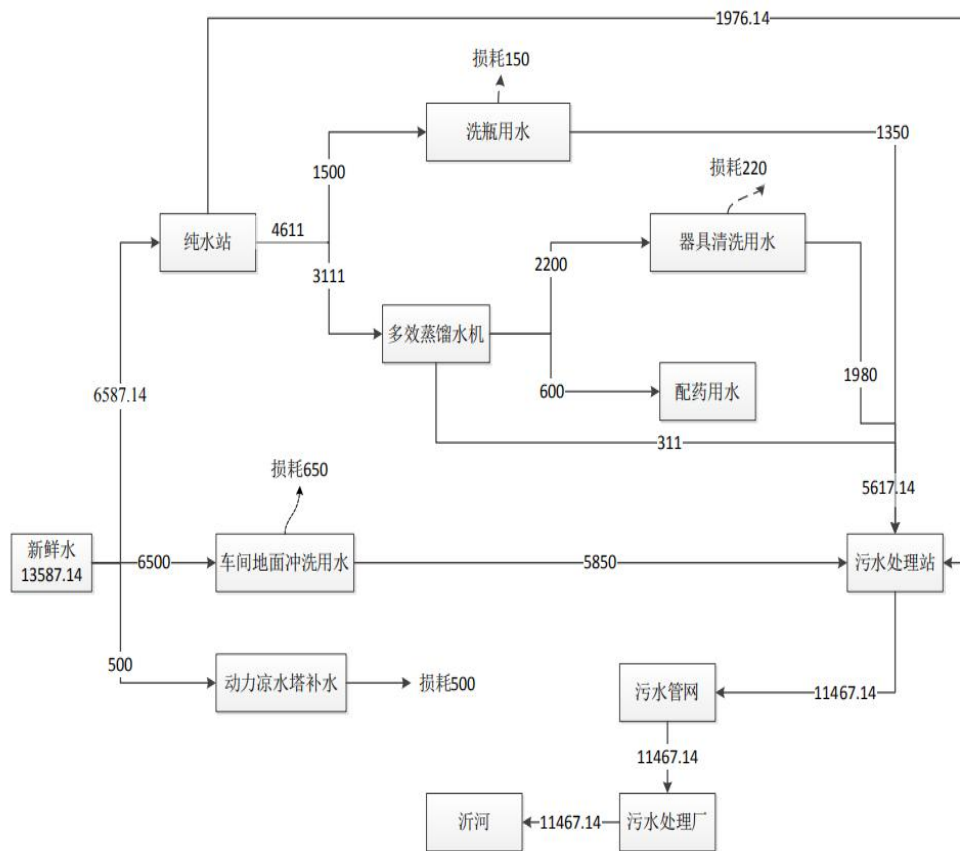 1976.14
损耗150
洗瓶用水
1350
1500
损耗220
纯水站
4611
器具清洗用水
3111
2200
多效蒸馏水机
1980
6587.14
600
配药用水
311
损耗650
5617.14
新鲜水
13587.14
6500
车间地面冲洗用水
5850
污水处理站
500
动力凉水塔补水
损耗500
污水管网
11467.14
11467.14
沂河
11467.14
污水处理厂